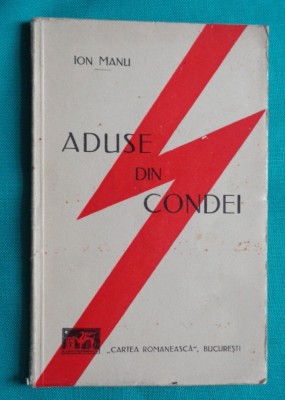 ION MANU
ADUSE
DIN
CONDEI
„CARTEA ROMANEASCĂ", BUCUREȘTI